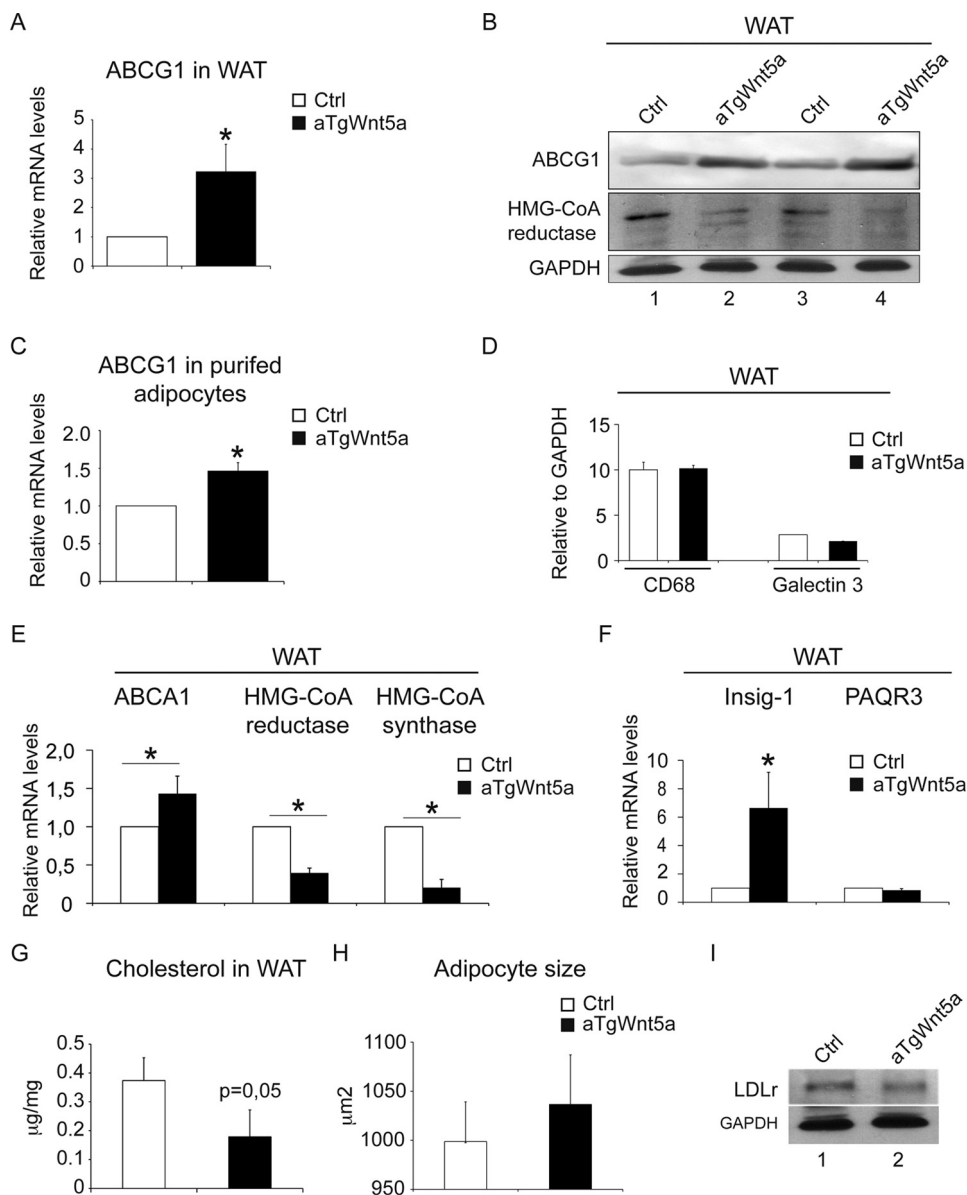 A
ABCG1 in WAT
Ctrl
aTgWnt5a
Relative mRNA levels
5
4
3
2
1
0
*
B
WAT
Ctrl
aTgWnt5a
Ctrl
aTgWnt5a
ABCG1
HMG-CoA
reductase
GAPDH
1 2 3 4
C
ABCG1 in purifed
adipocytes
Ctrl
aTgWnt5a
Relative mRNA levels
2.0
1.5
1.0
0.5
0
*
D
WAT
Ctrl
aTgWnt5a
Relative to GAPDH
15
10
5
0
CD68 Galectin 3
E
WAT
ABCA1
HMG-CoA
reductase
HMG-CoA
synthase
Ctrl
aTgWnt5a
Relative mRNA levels
2,0
1,5
1,0
0,5
0
* * *
F
WAT
Insig-1 PAQR3
Ctrl
aTgWnt5a
Relative mRNA levels
10
8
6
4
2
0
*
G
Cholesterol in WAT
µg/mg
0.5
0.4
0.3
0.2
0.1
0
p=0,05
H
Adipocyte size
Ctrl
aTgWnt5a
µm2
1100
1050
1000
950
I
Ctrl
aTgWnt5a
LDLr
GAPDH
1 2